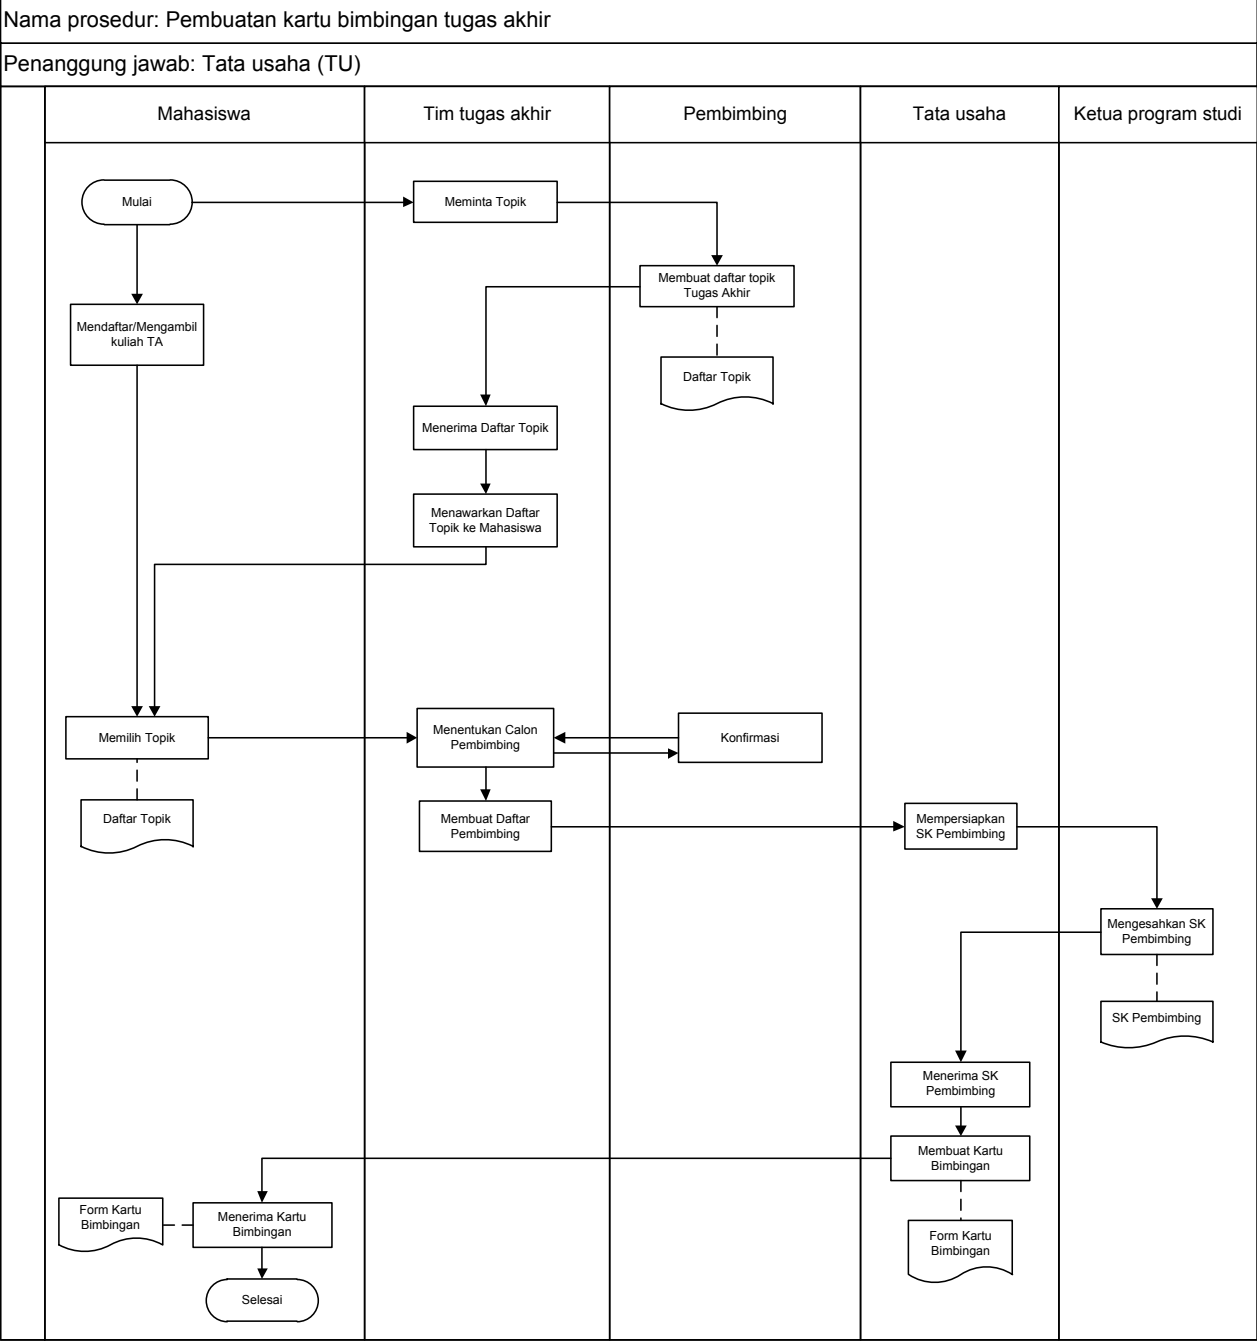 Nama prosedur: Pembuatan kartu bimbingan tugas akhir
Penanggung jawab: Tata usaha (TU)
Mahasiswa
Tim tugas akhir
Pembimbing
Tata usaha
Ketua program studi
Mulai
Meminta Topik
Membuat daftar topik
Tugas Akhir
Mendaftar/Mengambil
kuliah TA
Daftar Topik
Menerima Daftar Topik
Menawarkan Daftar
Topik ke Mahasiswa
Memilih Topik
Menentukan Calon
Pembimbing
Konfirmasi
Daftar Topik
Membuat Daftar
Pembimbing
Mempersiapkan
SK Pembimbing
Mengesahkan SK
Pembimbing
SK Pembimbing
Menerima SK
Pembimbing
Membuat Kartu
Bimbingan
Form Kartu
Bimbingan
Menerima Kartu
Bimbingan
Form Kartu
Bimbingan
Selesai